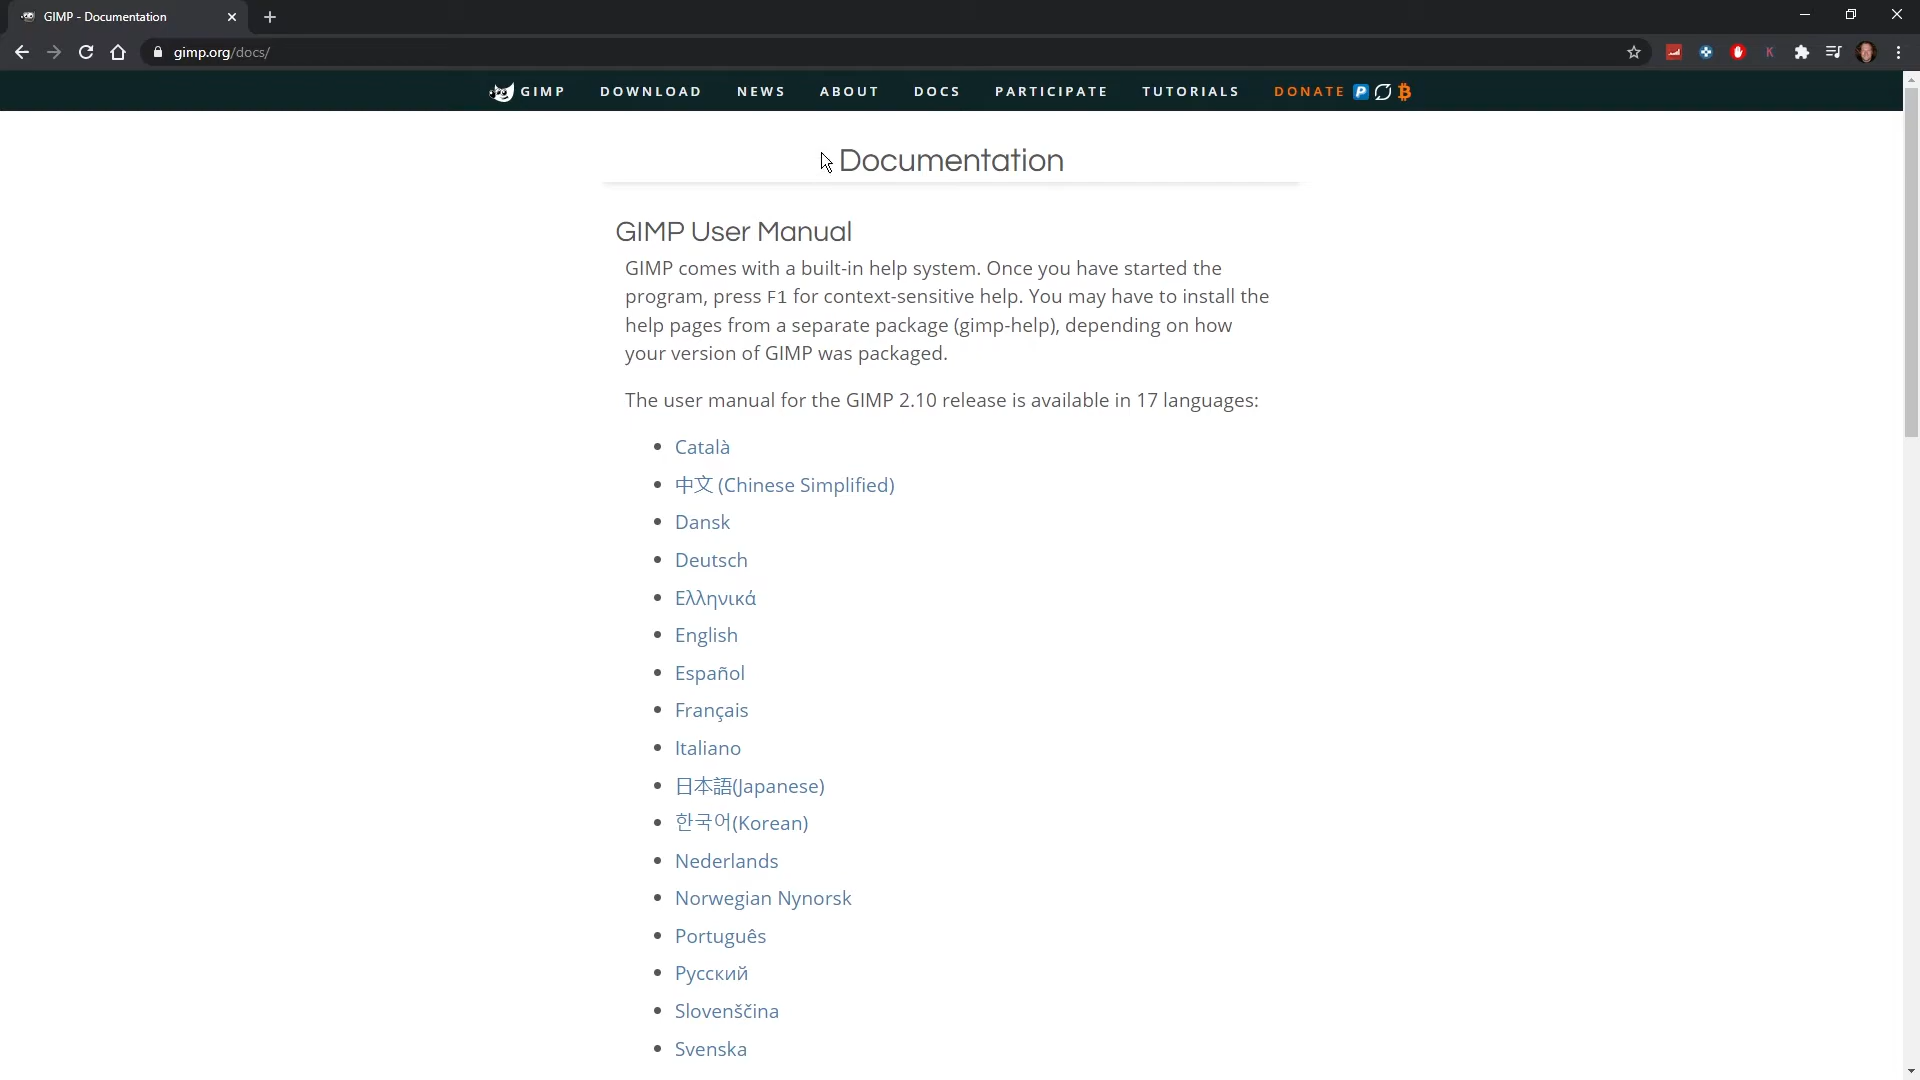 GIMP - Documentation
gimp.org/docs/
GIMP DOWNLOAD NEWS ABOUT DOCS PARTICIPATE TUTORIALS DONATE
Documentation
GIMP User Manual
GIMP comes with a built-in help system. Once you have started the
program, press F1 for context-sensitive help. You may have to install the
help pages from a separate package (gimp-help), depending on how
your version of GIMP was packaged.
The user manual for the GIMP 2.10 release is available in 17 languages:
Català
中文 (Chinese Simplified)
Dansk
Deutsch
Ελληνικά
English
Español
Français
Italiano
日本語(Japanese)
한국어(Korean)
Nederlands
Norwegian Nynorsk
Português
Русский
Slovenščina
Svenska